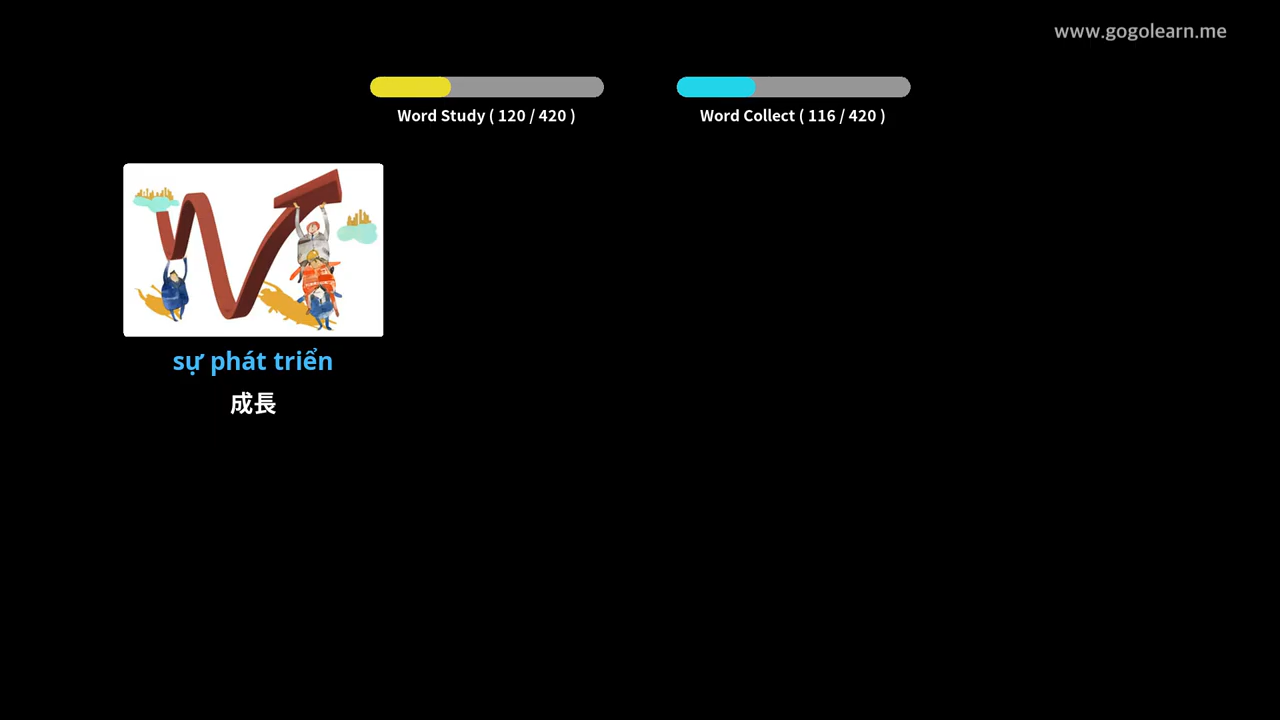 www.gogolearn.me
Word Study ( 120 / 420 )
Word Collect ( 116 / 420 )
sự phát triển
成長